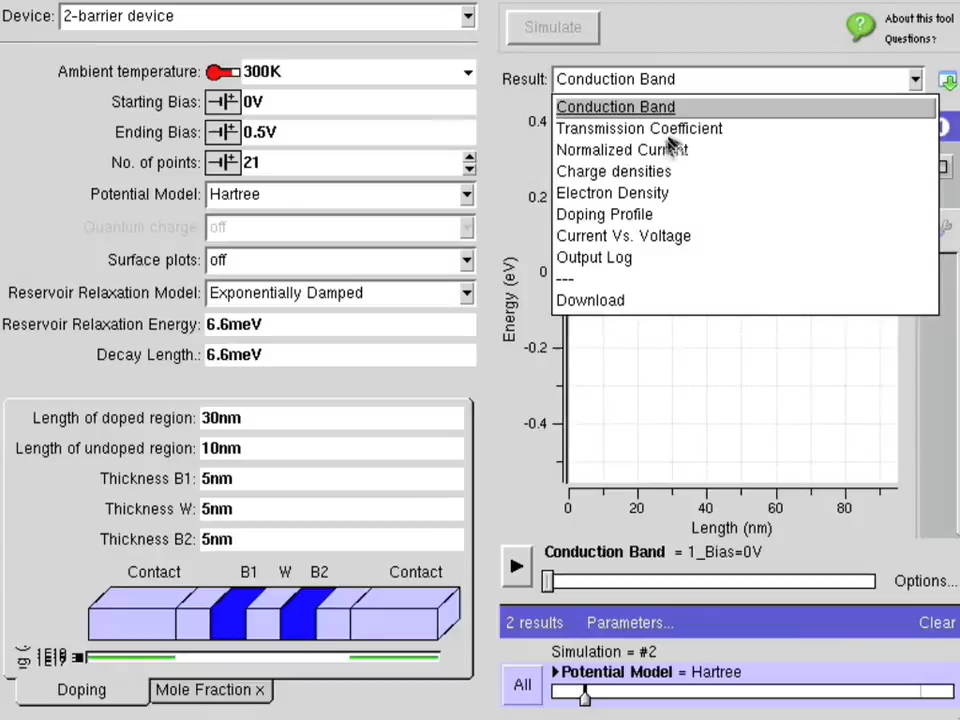 Device: 2-barrier device
Ambient temperature: 300K
Starting Bias: 0V
Ending Bias: 0.5V
No. of points: 21
Potential Model: Hartree
Quantum charge: off
Surface plots: off
Reservoir Relaxation Model: Exponentially Damped
Reservoir Relaxation Energy: 6.6meV
Decay Length.: 6.6meV
Length of doped region: 30nm
Length of undoped region: 10nm
Thickness B1: 5nm
Thickness W: 5nm
Thickness B2: 5nm
Contact B1 W B2 Contact
1E18
Doping
Mole Fraction x
Simulate
About this tool
Questions?
Result: Conduction Band
Conduction Band
Transmission Coefficient
Normalized Current
Charge densities
Electron Density
Doping Profile
Current Vs. Voltage
Output Log
---
Download
0.4
0.2
0
-0.2
-0.4
Energy (eV)
0 20 40 60 80
Length (nm)
Conduction Band = 1_Bias=0V
Options...
2 results Parameters... Clear
Simulation = #2
All
Potential Model = Hartree